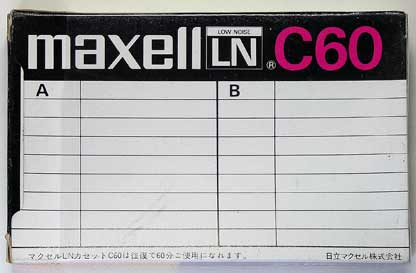 maxell LOW NOISE LN ® C60
A B
マクセルLNカセットC60は往復で60分ご使用になれます。 日立マクセル株式会社